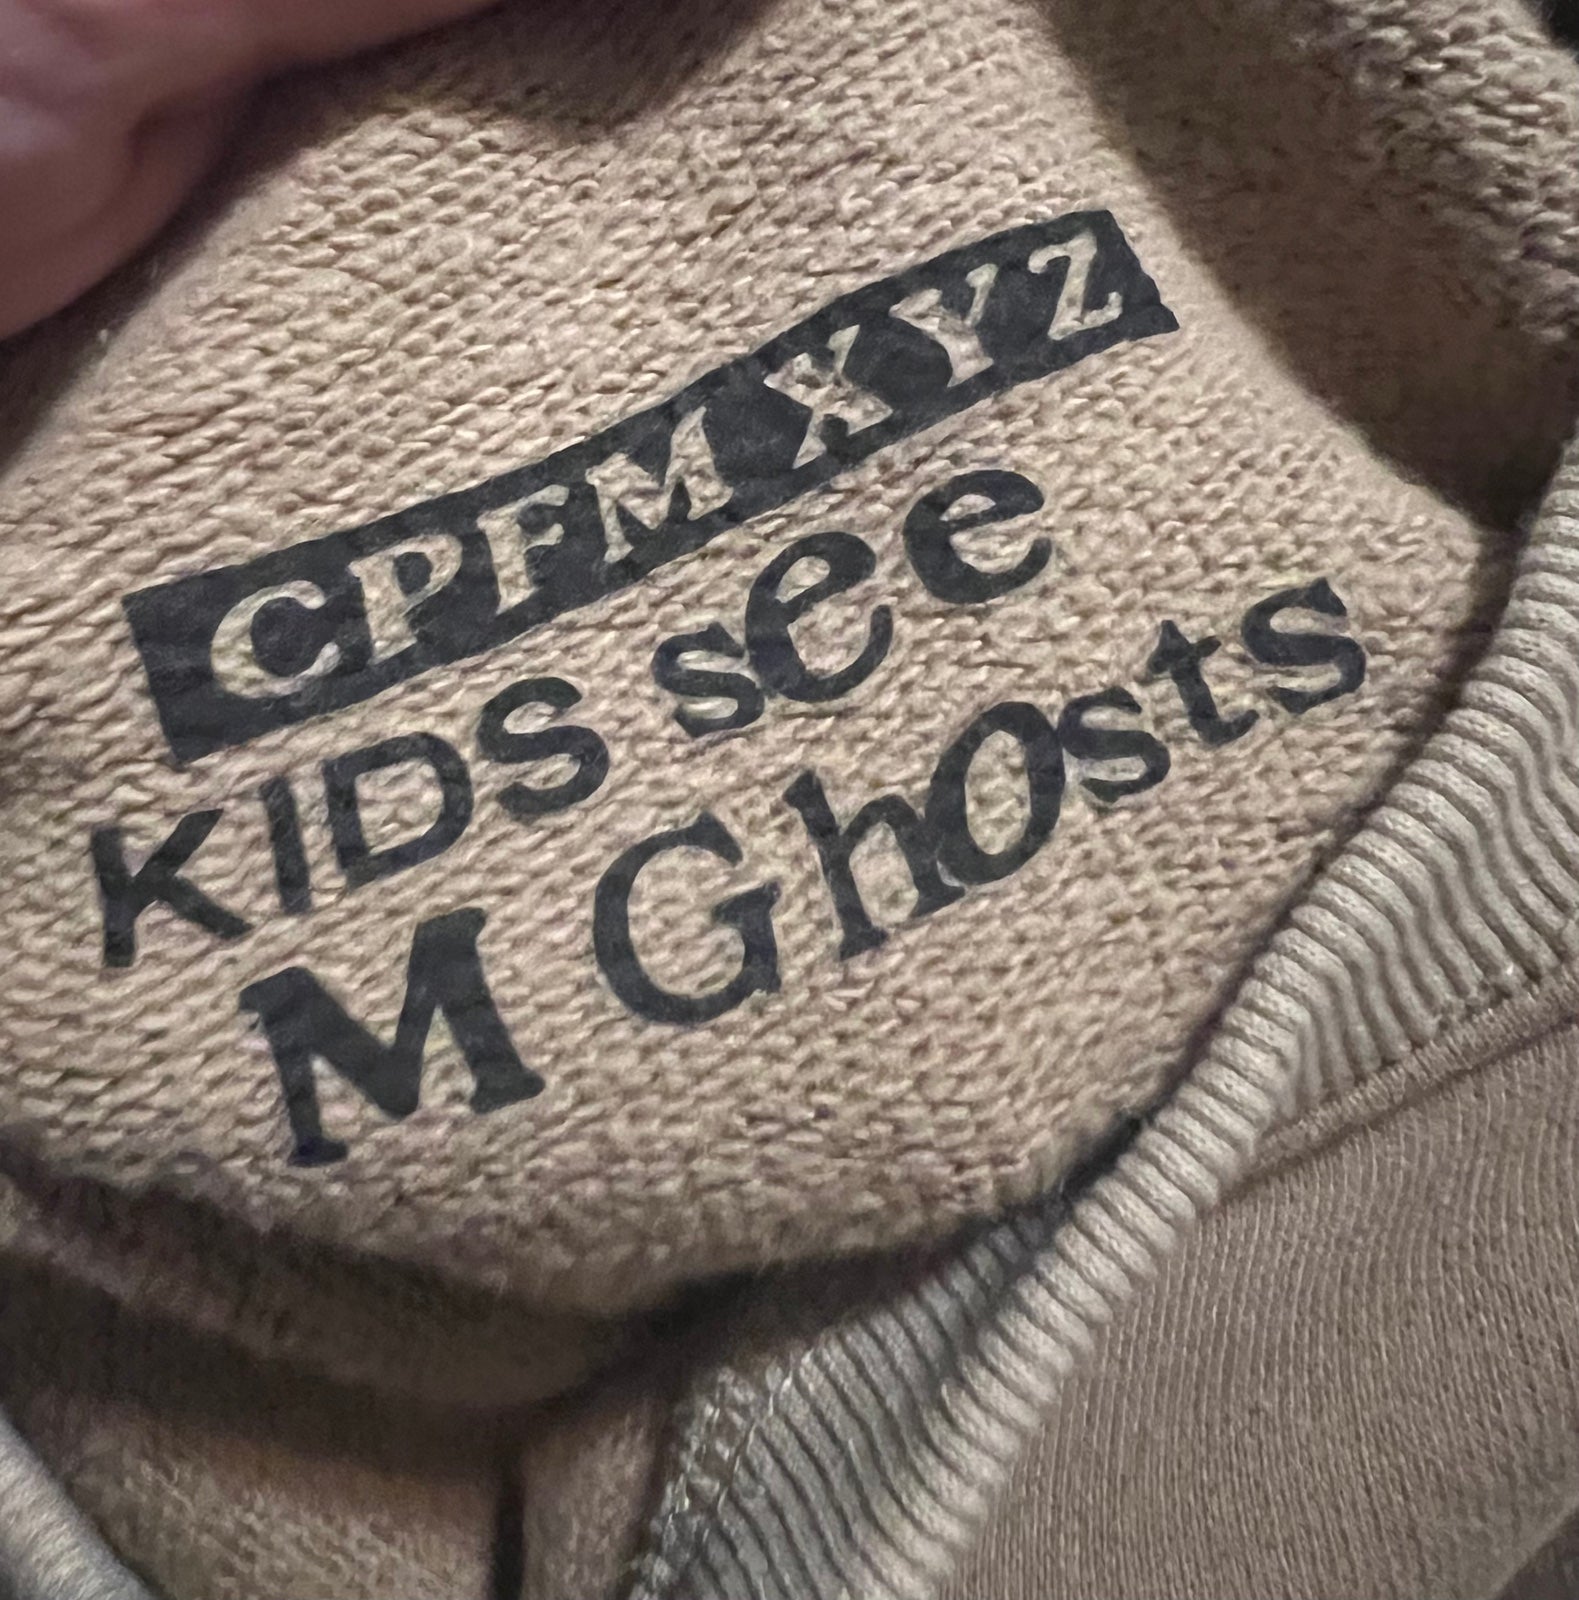 CPFM XYZ
KIDS sEe
M Ghosts